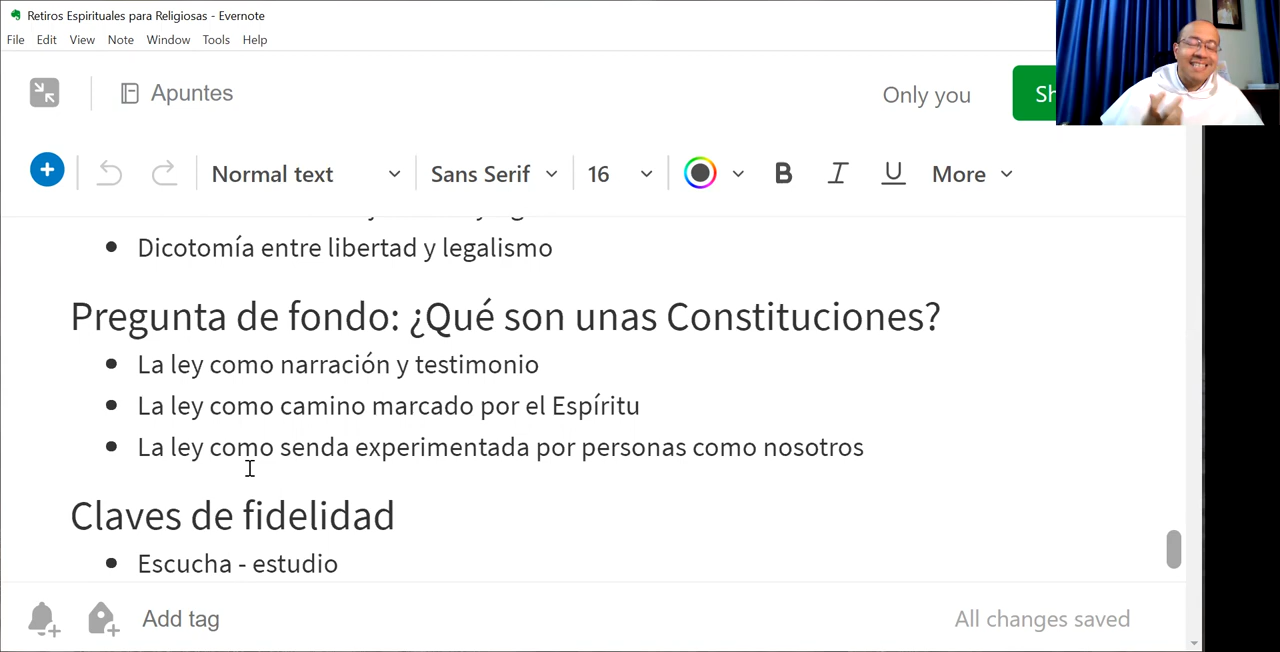 Retiros Espirituales para Religiosas - Evernote
File Edit View Note Window Tools Help
Apuntes
Only you
Normal text
Sans Serif
16
B I U More
Dicotomía entre libertad y legalismo
Pregunta de fondo: ¿Qué son unas Constituciones?
La ley como narración y testimonio
La ley como camino marcado por el Espíritu
La ley como senda experimentada por personas como nosotros
Claves de fidelidad
Escucha - estudio
Add tag
All changes saved